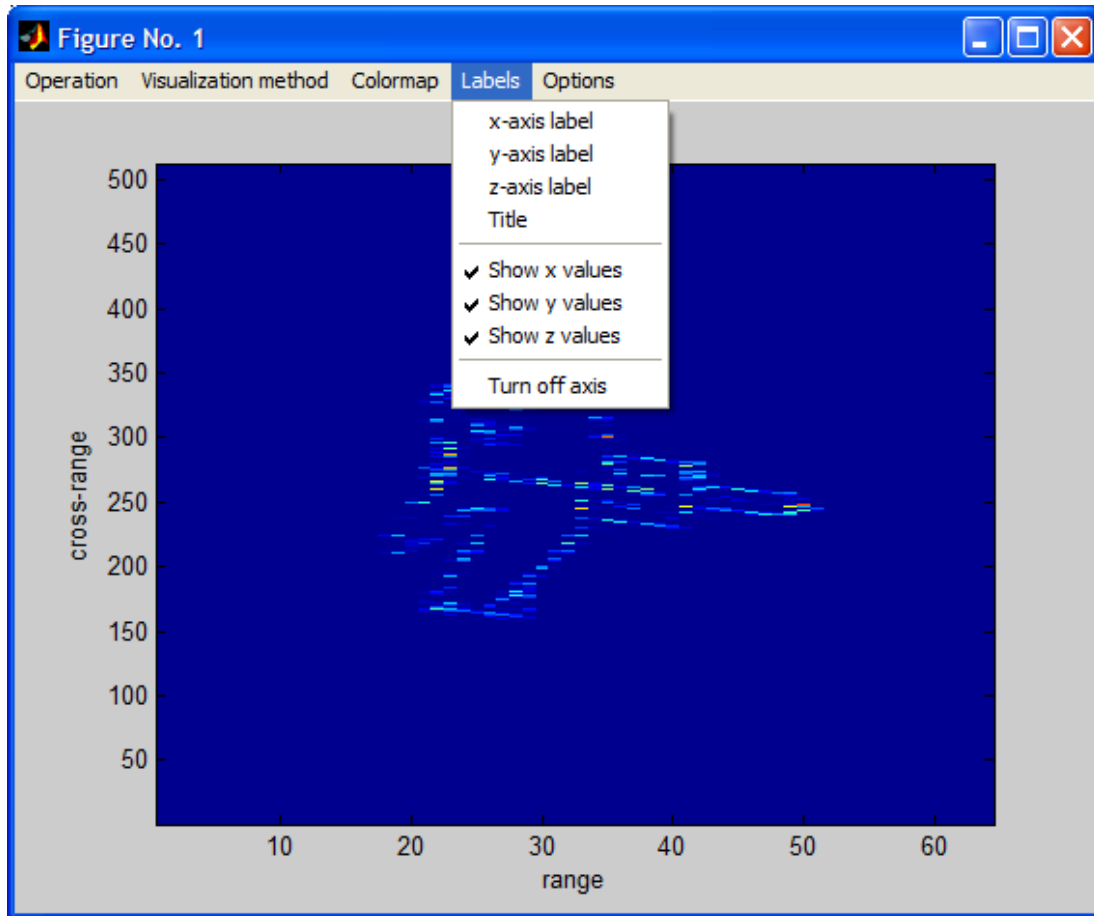 Figure No. 1
Operation Visualization method Colormap Labels Options
x-axis label
y-axis label
z-axis label
Title
Show x values
Show y values
Show z values
Turn off axis
500
450
400
350
300
250
200
150
100
50
cross-range
10 20 30 40 50 60
range